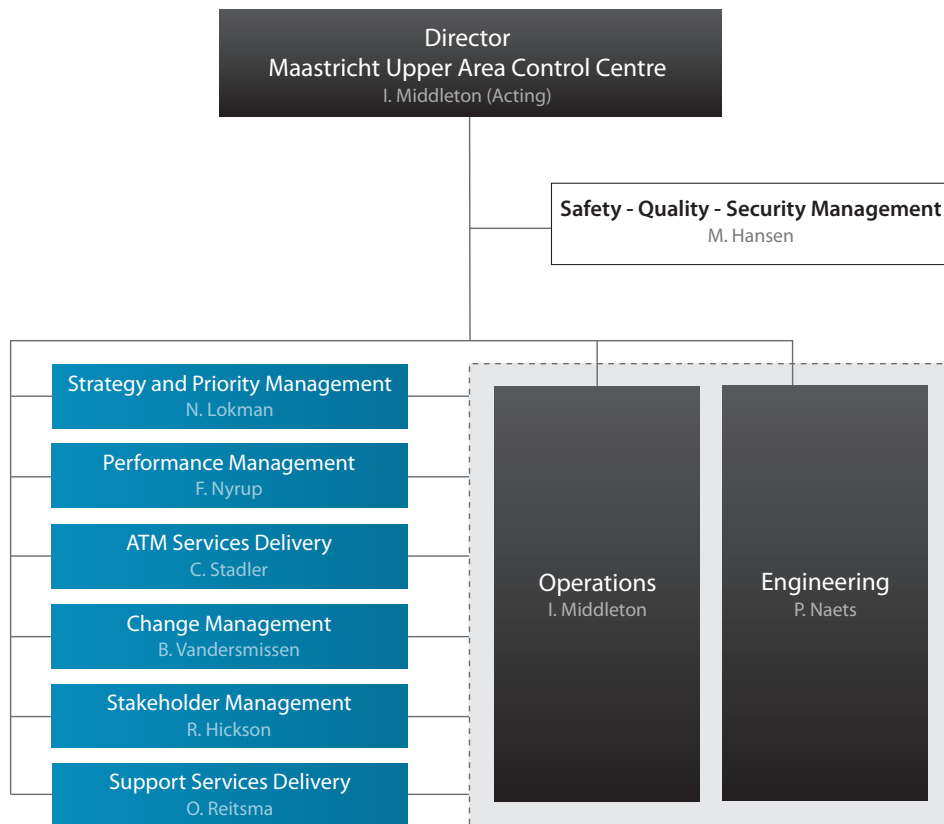 Director
Maastricht Upper Area Control Centre
I. Middleton (Acting)
Safety - Quality - Security Management
M. Hansen
Strategy and Priority Management
N. Lokman
Performance Management
F. Nyrup
ATM Services Delivery
C. Stadler
Change Management
B. Vandersmissen
Stakeholder Management
R. Hickson
Support Services Delivery
O. Reitsma
Operations
I. Middleton
Engineering
P. Naets